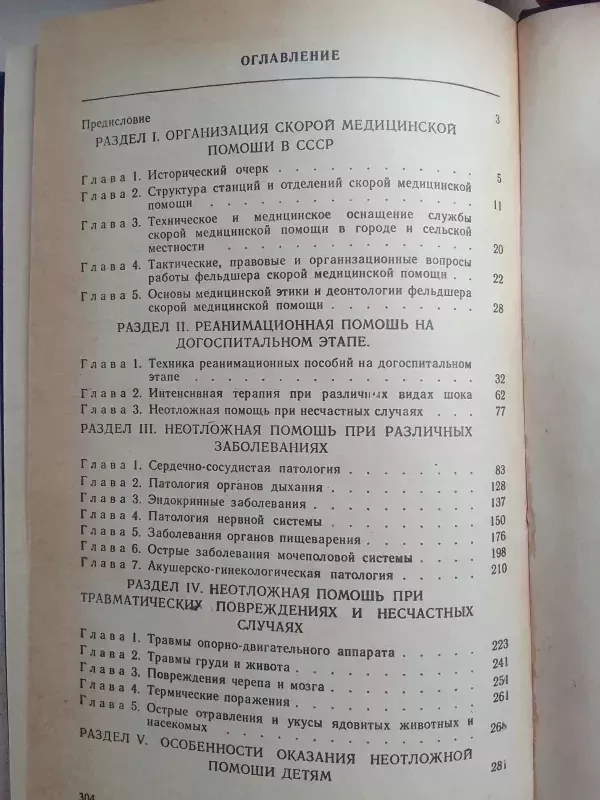 ОГЛАВЛЕНИЕ
Предисловие 3
РАЗДЕЛ I. ОРГАНИЗАЦИЯ СКОРОЙ МЕДИЦИНСКОЙ
ПОМОЩИ В СССР
Глава 1. Исторический очерк . . . . . . . . . . 5
Глава 2. Структура станций и отделений скорой медицинской
помощи . . . . . . . . . . . . . 11
Глава 3. Техническое и медицинское оснащение службы
скорой медицинской помощи в городе и сельской
местности . . . . . . . . . . . . 20
Глава 4. Тактические, правовые и организационные вопросы
работы фельдшера скорой медицинской помощи . . 22
Глава 5. Основы медицинской этики и деонтологии фельдшера
скорой медицинской помощи . . . . . . . 28
РАЗДЕЛ II. РЕАНИМАЦИОННАЯ ПОМОЩЬ НА
ДОГОСПИТАЛЬНОМ ЭТАПЕ.
Глава 1. Техника реанимационных пособий на догоспитальном
этапе . . . . . . . . . . . . . 32
Глава 2. Интенсивная терапия при различных видах шока 62
Глава 3. Неотложная помощь при несчастных случаях . . 77
РАЗДЕЛ III. НЕОТЛОЖНАЯ ПОМОЩЬ ПРИ РАЗЛИЧНЫХ
ЗАБОЛЕВАНИЯХ
Глава 1. Сердечно-сосудистая патология . . . . . . 83
Глава 2. Патология органов дыхания . . . . . . . 128
Глава 3. Эндокринные заболевания . . . . . . . . 137
Глава 4. Патология нервной системы . . . . . . . 150
Глава 5. Заболевания органов пищеварения . . . . . 176
Глава 6. Острые заболевания мочеполовой системы . . . 198
Глава 7. Акушерско-гинекологическая патология . . . . 210
РАЗДЕЛ IV. НЕОТЛОЖНАЯ ПОМОЩЬ ПРИ
ТРАВМАТИЧЕСКИХ ПОВРЕЖДЕНИЯХ И НЕСЧАСТНЫХ
СЛУЧАЯХ
Глава 1. Травмы опорно-двигательного аппарата . . . . 223
Глава 2. Травмы груди и живота . . . . . . . . 241
Глава 3. Повреждения черепа и мозга . . . . . . . 251
Глава 4. Термические поражения . . . . . . . . 261
Глава 5. Острые отравления и укусы ядовитых животных и
насекомых . . . . . . . . . . . . 268
РАЗДЕЛ V. ОСОБЕННОСТИ ОКАЗАНИЯ НЕОТЛОЖНОЙ
ПОМОЩИ ДЕТЯМ 281
304